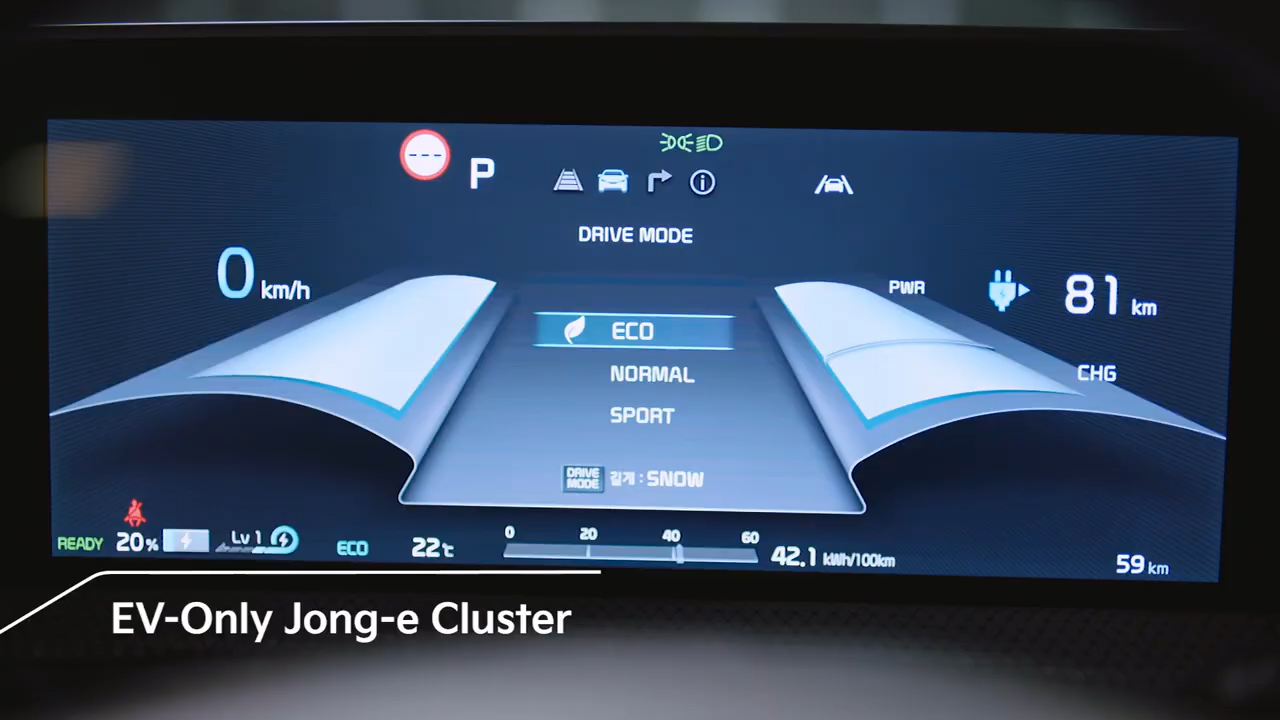 P
DRIVE MODE
0 km/h
PWR
81 km
ECO
CHG
NORMAL
SPORT
DRIVE MODE 길게 : SNOW
READY 20% Lv 1 ECO 22℃
0 20 40 60
42.1 kWh/100km
59 km
EV-Only Jong-e Cluster